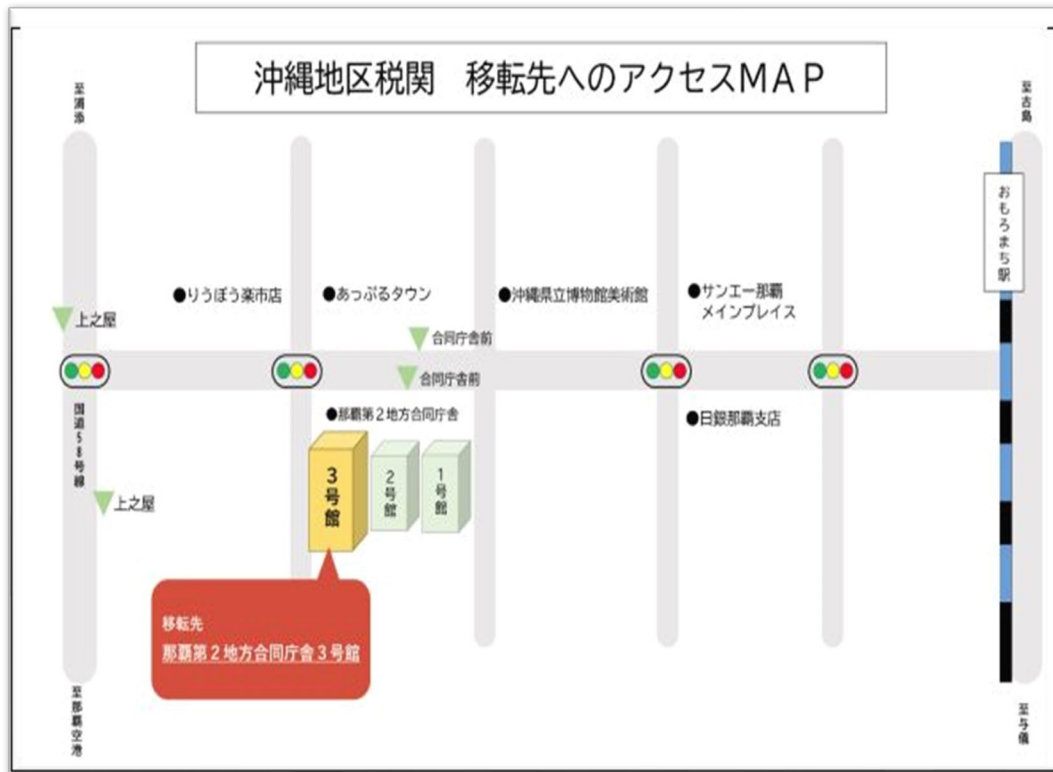 沖縄地区税関　移転先へのアクセスMAP
至浦添
至古島
おもろまち駅
●りうぼう楽市店
●あっぷるタウン
●沖縄県立博物館美術館
●サンエー那覇
メインプレイス
上之屋
合同庁舎前
合同庁舎前
国道58号線
●那覇第2地方合同庁舎
●日銀那覇支店
上之屋
3号館
2号館
1号館
移転先
那覇第2地方合同庁舎3号館
至那覇空港
至与儀